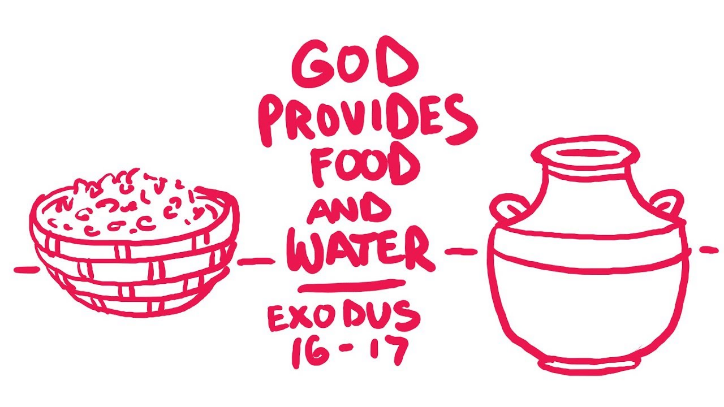 GOD
PROVIDES
FOOD
AND
WATER
EXODUS
16-17